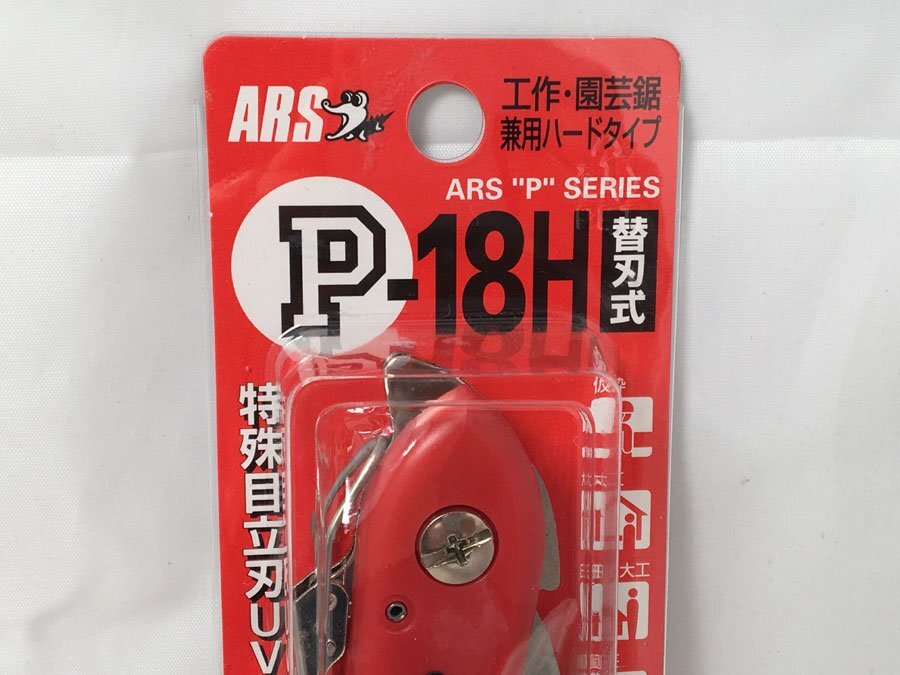 ARS
工作・園芸鋸
兼用ハードタイプ
ARS "P" SERIES
P-18H
替刃式
特殊目立刃UV
大工